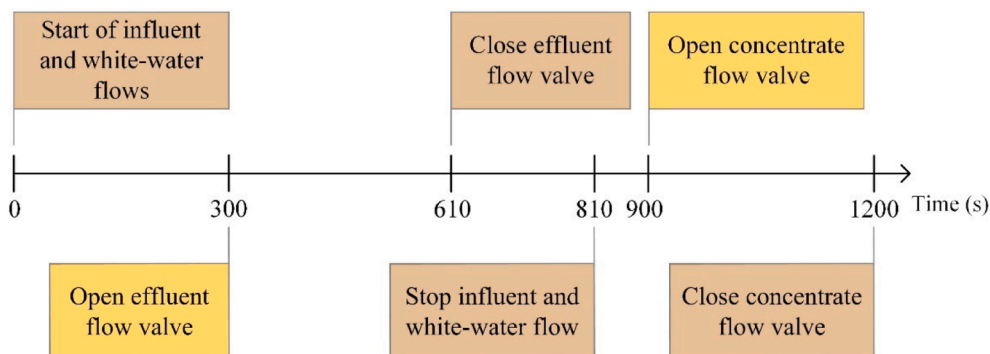 Start of influent
and white-water
flows
Close effluent
flow valve
Open concentrate
flow valve
0
300
610
810
900
1200
Time (s)
Open effluent
flow valve
Stop influent and
white-water flow
Close concentrate
flow valve